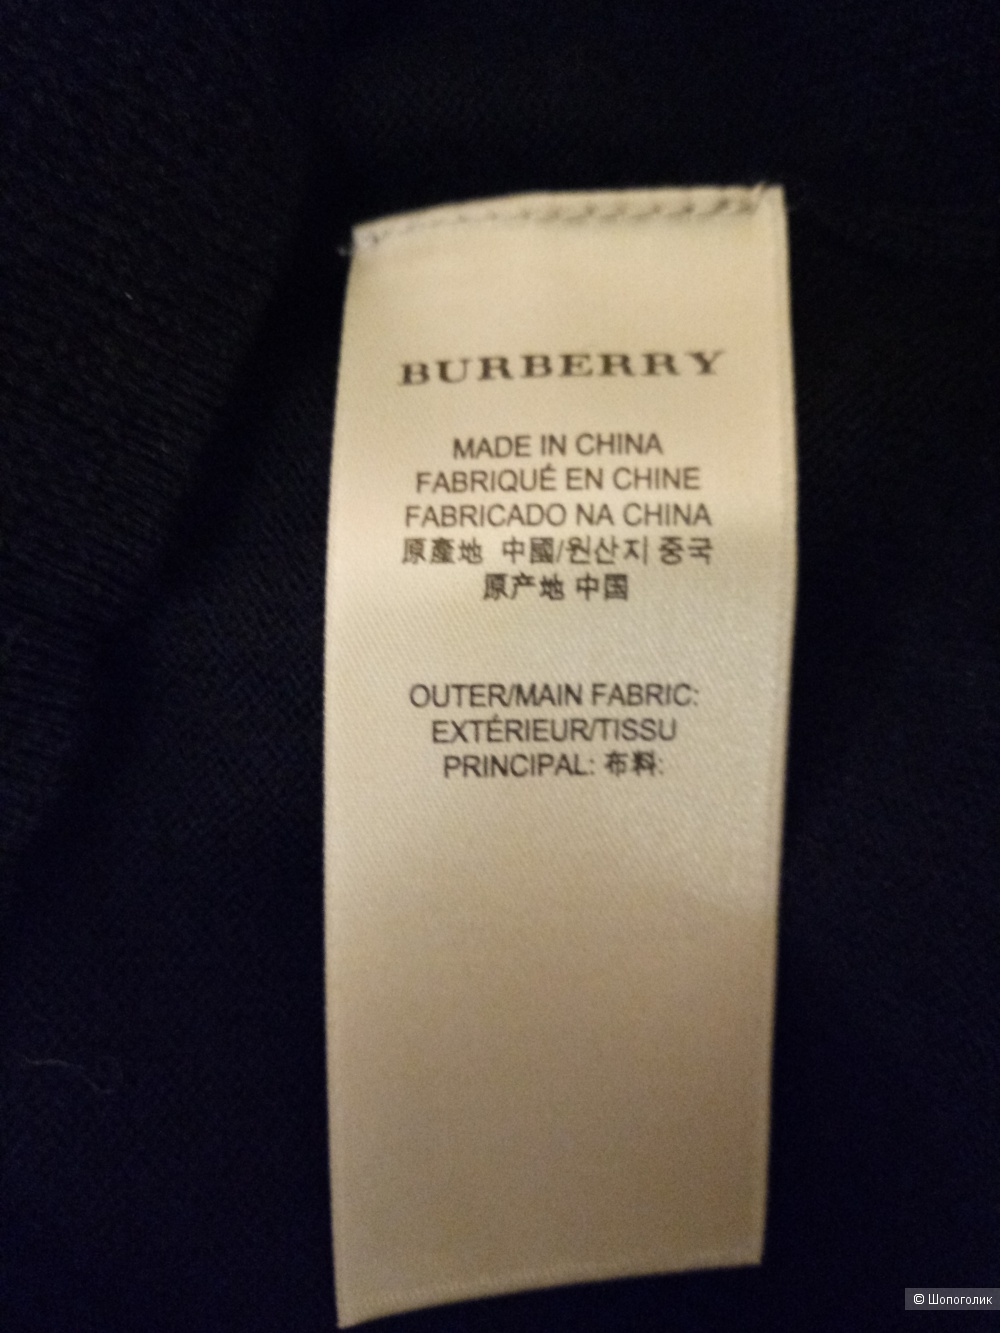 BURBERRY
MADE IN CHINA
FABRIQUÉ EN CHINE
FABRICADO NA CHINA
原產地 中國/원산지 중국
原产地 中国
OUTER/MAIN FABRIC:
EXTÉRIEUR/TISSU
PRINCIPAL: 布料:
© Шопоголик